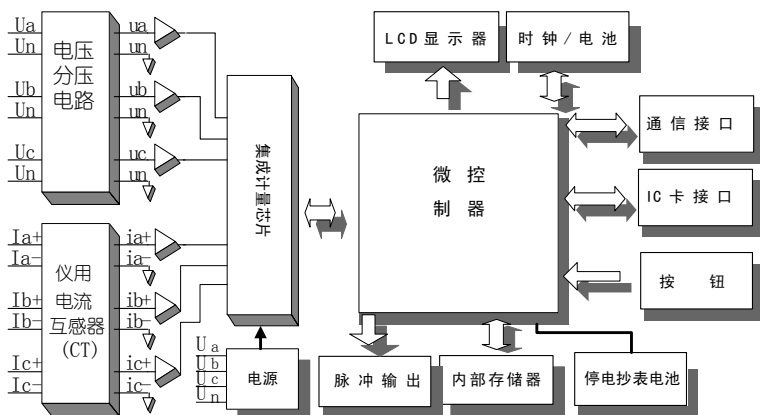 Ua
Un
Ub
Un
Uc
Un
电压
分压
电路
ua
un
ub
un
uc
un
Ia+
Ia-
Ib+
Ib-
Ic+
Ic-
仪用
电流
互感器
(CT)
ia+
ia-
ib+
ib-
ic+
ic-
集成计量芯片
Ua
Ub
Uc
Un
电源
LCD显示器
时钟/电池
微控
制器
通信接口
IC卡接口
按钮
脉冲输出
内部存储器
停电抄表电池